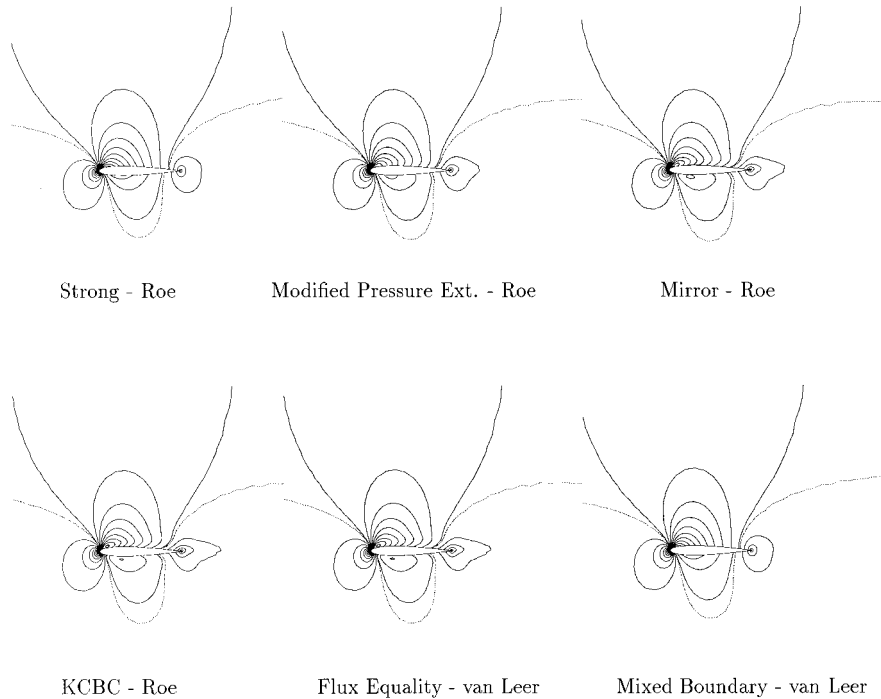 Strong - Roe
Modified Pressure Ext. - Roe
Mirror - Roe
KCBC - Roe
Flux Equality - van Leer
Mixed Boundary - van Leer